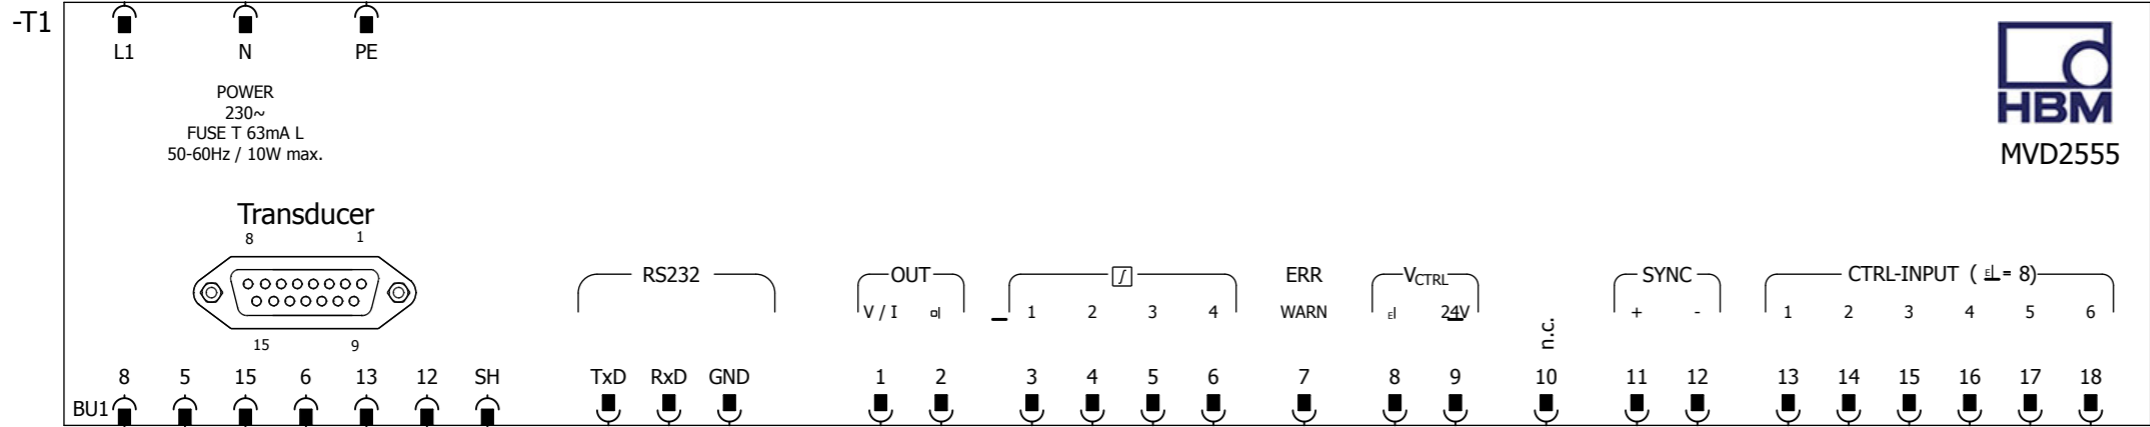 -T1
L1 N PE
POWER
230~
FUSE T 63mA L
50-60Hz / 10W max.
HBM
MVD2555
Transducer
8 1
15 9
RS232
OUT
ERR
VCTRL
SYNC
CTRL-INPUT ( = 8)
V / I 1 2 3 4 WARN 24V + - 1 2 3 4 5 6
n.c.
8 5 15 6 13 12 SH TxD RxD GND 1 2 3 4 5 6 7 8 9 10 11 12 13 14 15 16 17 18
BU1